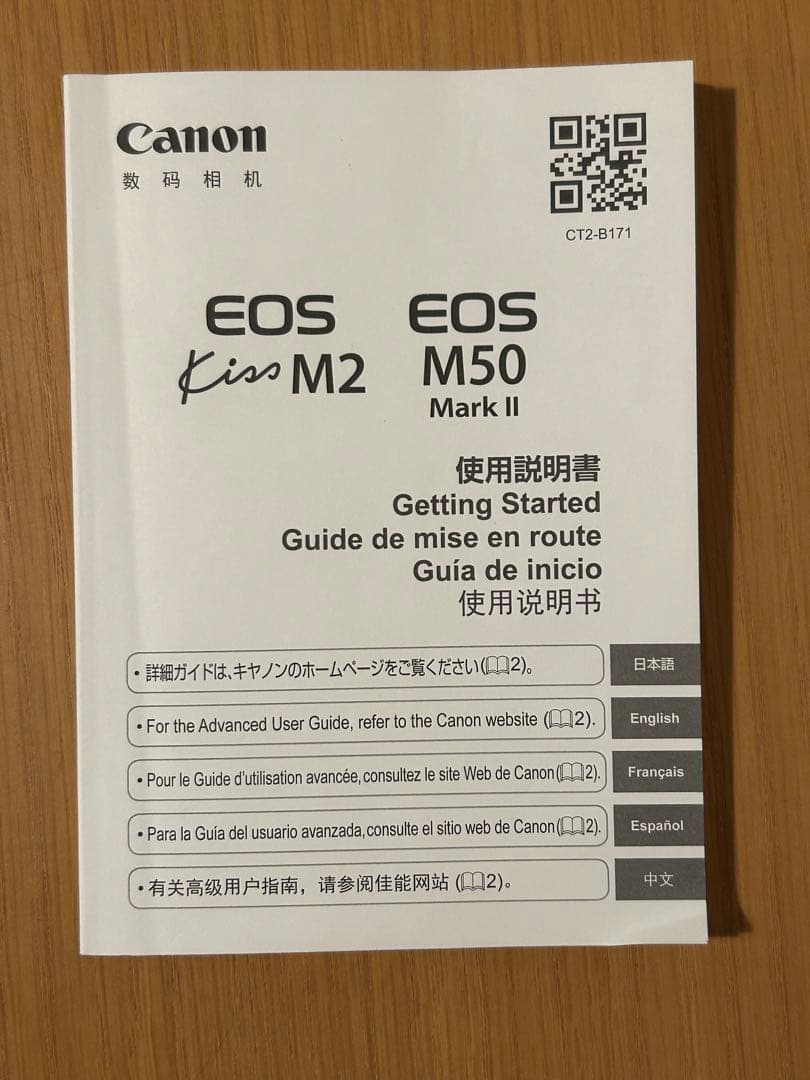 Canon
数码相机
CT2-B171
EOS Kiss M2
EOS M50 Mark II
使用説明書
Getting Started
Guide de mise en route
Guía de inicio
使用说明书
・詳細ガイドは、キヤノンのホームページをご覧ください(📖2)。
日本語
• For the Advanced User Guide, refer to the Canon website (📖2).
English
• Pour le Guide d'utilisation avancée, consultez le site Web de Canon (📖2).
Français
• Para la Guía del usuario avanzada, consulte el sitio web de Canon (📖2).
Español
• 有关高级用户指南，请参阅佳能网站 (📖2)。
中文